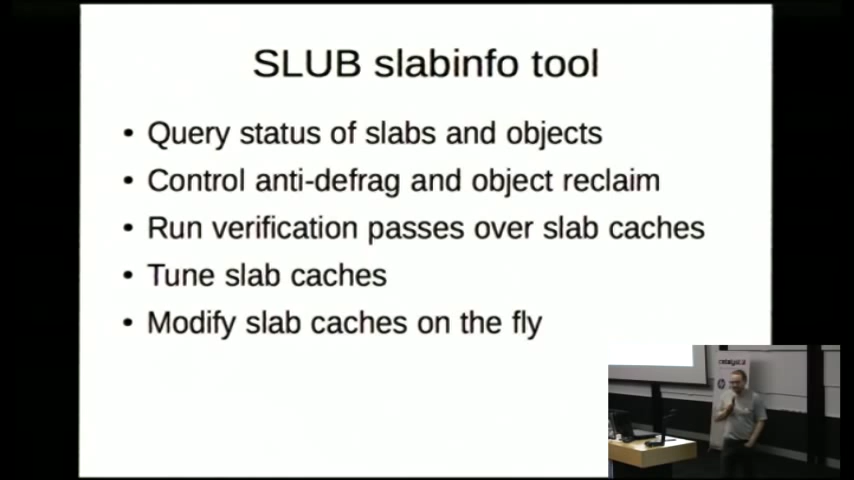 SLUB slabinfo tool
• Query status of slabs and objects
• Control anti-defrag and object reclaim
• Run verification passes over slab caches
• Tune slab caches
• Modify slab caches on the fly